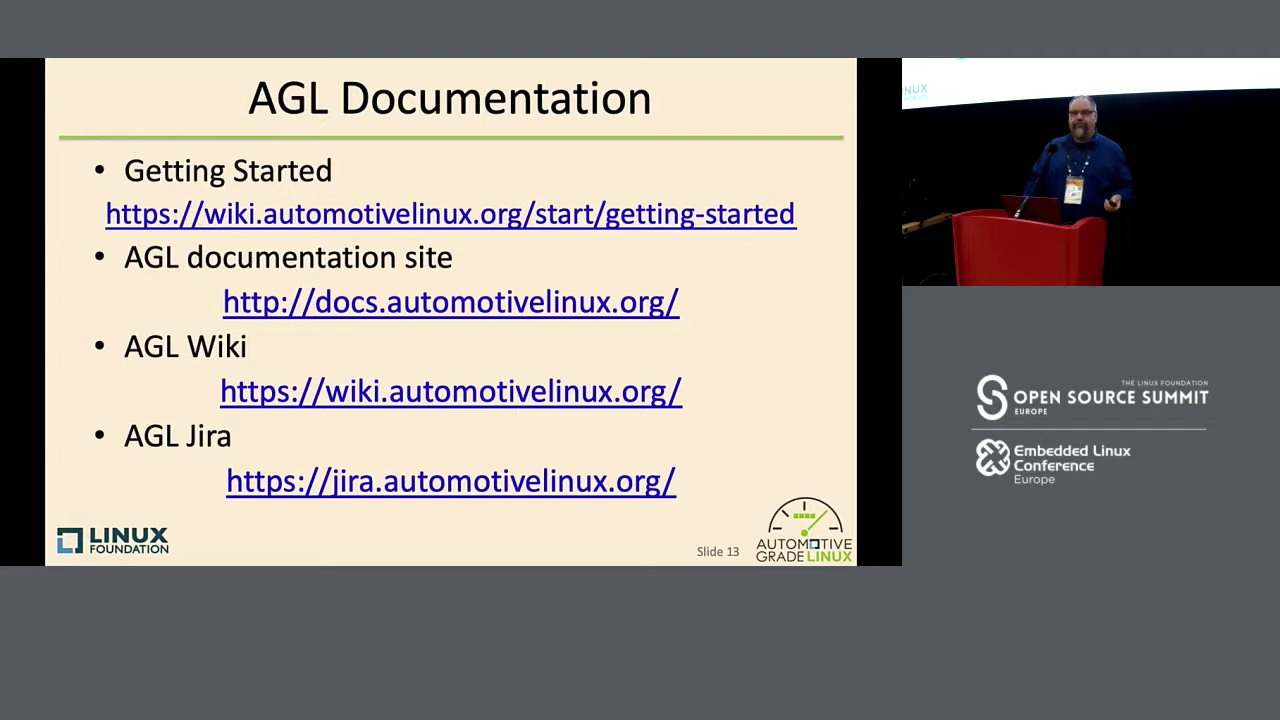 AGL Documentation
• Getting Started
https://wiki.automotivelinux.org/start/getting-started
• AGL documentation site
http://docs.automotivelinux.org/
• AGL Wiki
https://wiki.automotivelinux.org/
• AGL Jira
https://jira.automotivelinux.org/
LINUX
FOUNDATION
Slide 13
AUTOMOTIVE
GRADELINUX
NUX
THE LINUX FOUNDATION
OPEN SOURCE SUMMIT
EUROPE
Embedded Linux
Conference
Europe